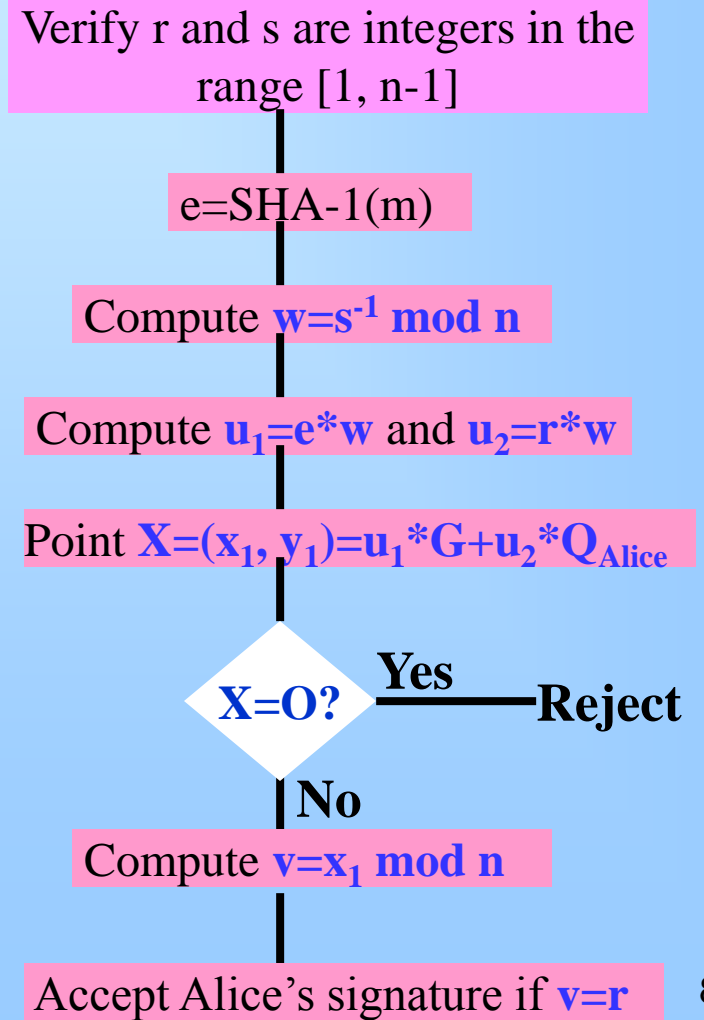 Verify r and s are integers in the
range [1, n-1]
e=SHA-1(m)
Compute w=s⁻¹ mod n
Compute u₁=e*w and u₂=r*w
Point X=(x₁, y₁)=u₁*G+u₂*Q_Alice
X=O?
Yes
Reject
No
Compute v=x₁ mod n
Accept Alice’s signature if v=r